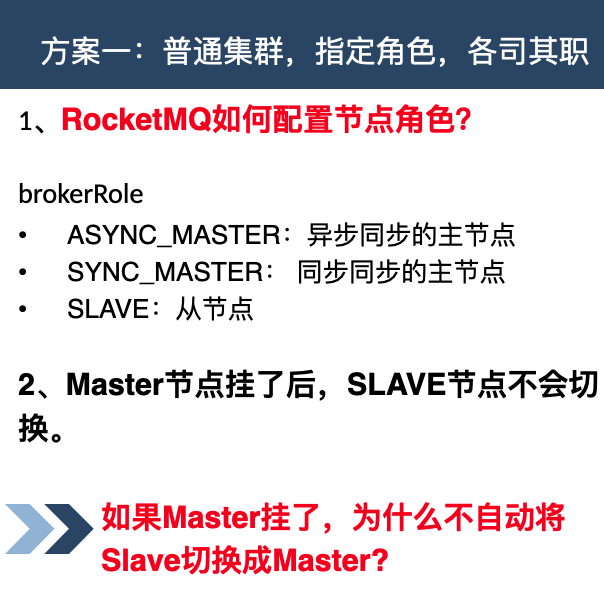 方案一：普通集群，指定角色，各司其职
1、RocketMQ如何配置节点角色？
brokerRole
• ASYNC_MASTER：异步同步的主节点
• SYNC_MASTER： 同步同步的主节点
• SLAVE：从节点
2、Master节点挂了后，SLAVE节点不会切
换。
如果Master挂了，为什么不自动将
Slave切换成Master?